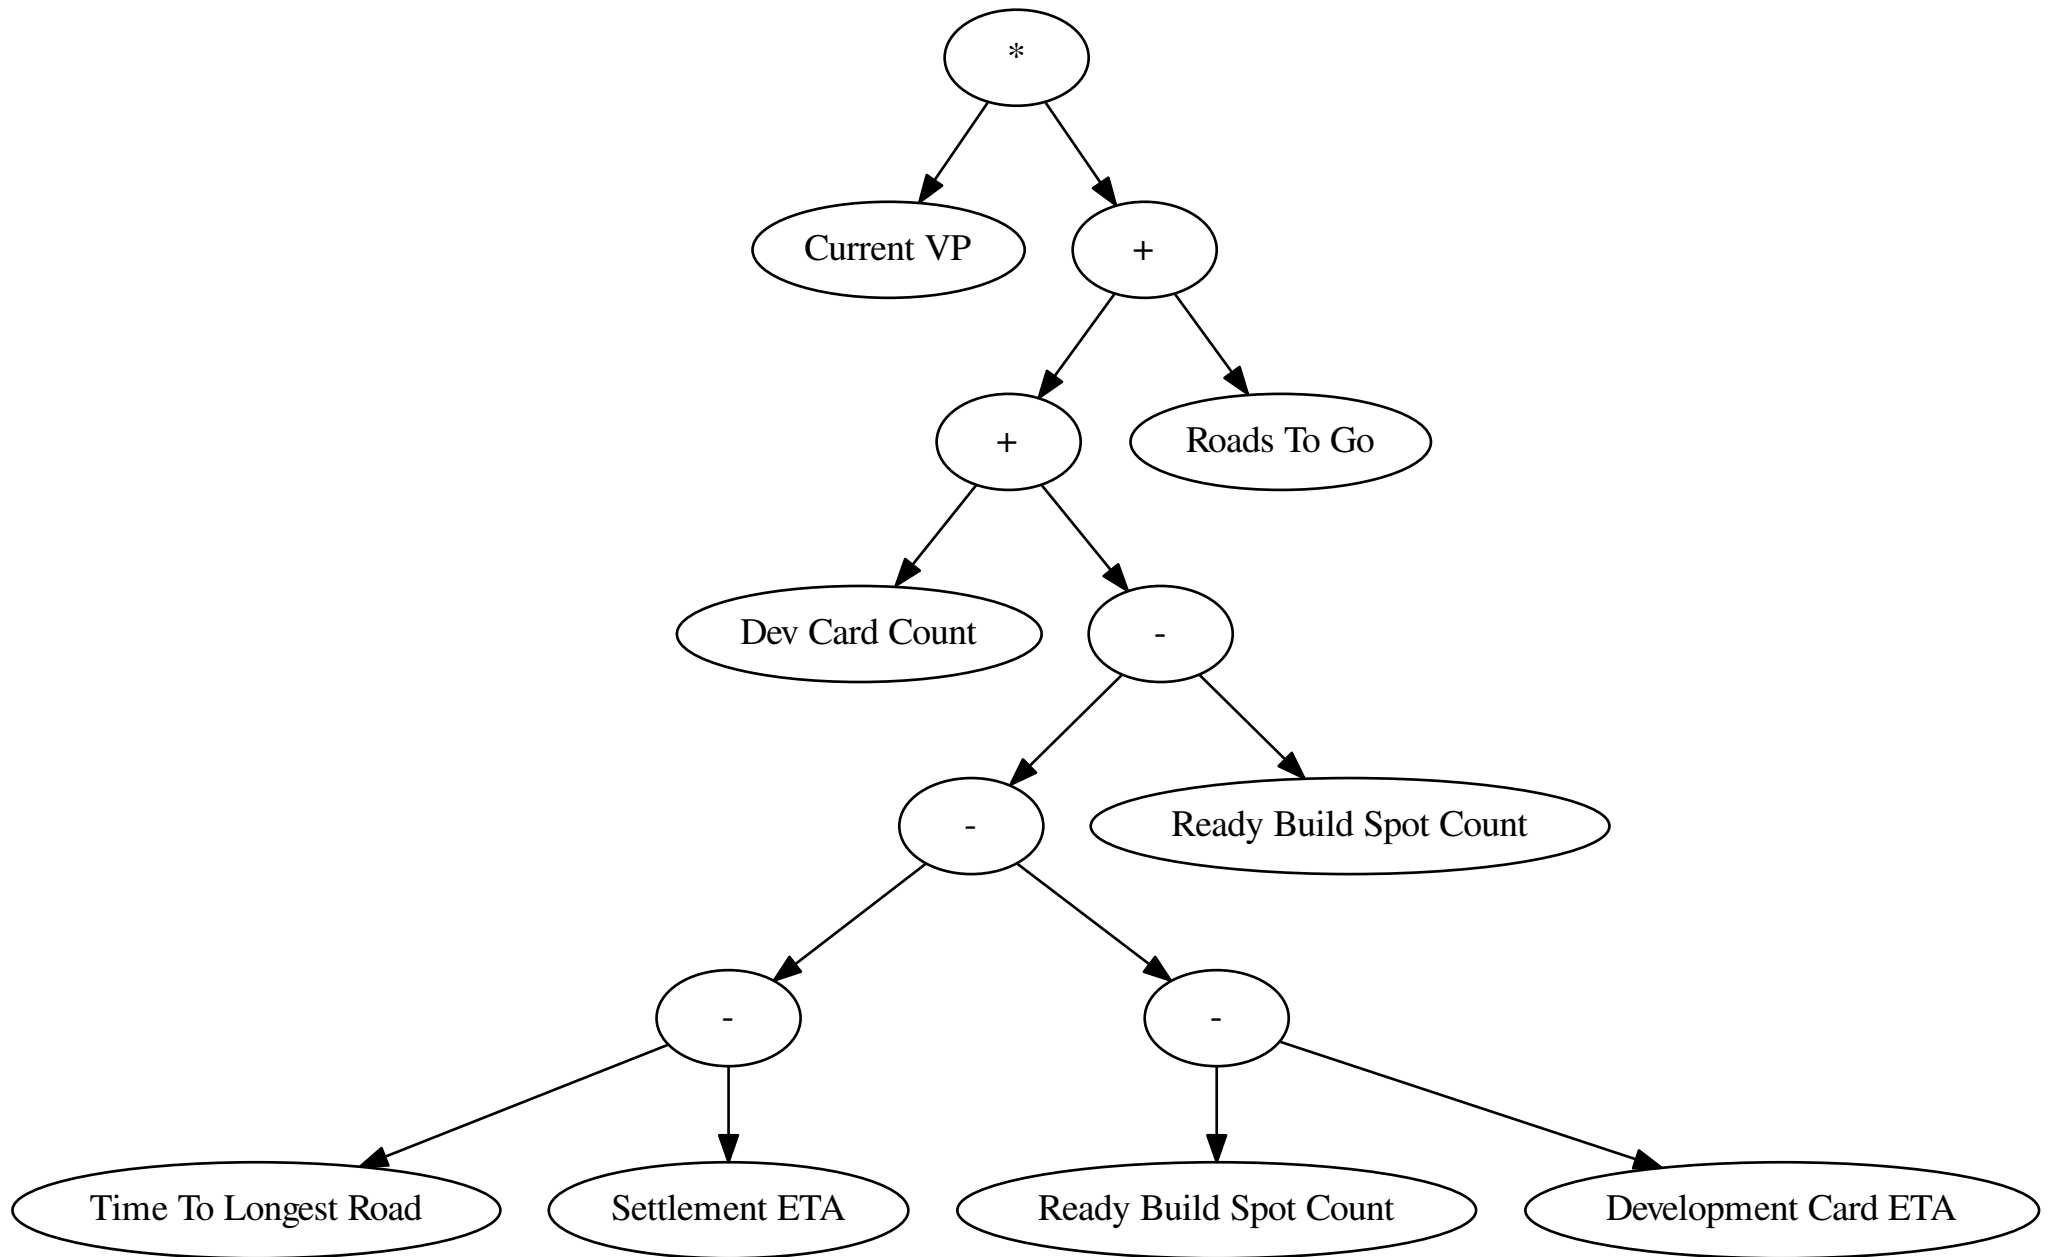 *
Current VP
+
+
Roads To Go
Dev Card Count
-
-
Ready Build Spot Count
-
-
Time To Longest Road
Settlement ETA
Ready Build Spot Count
Development Card ETA